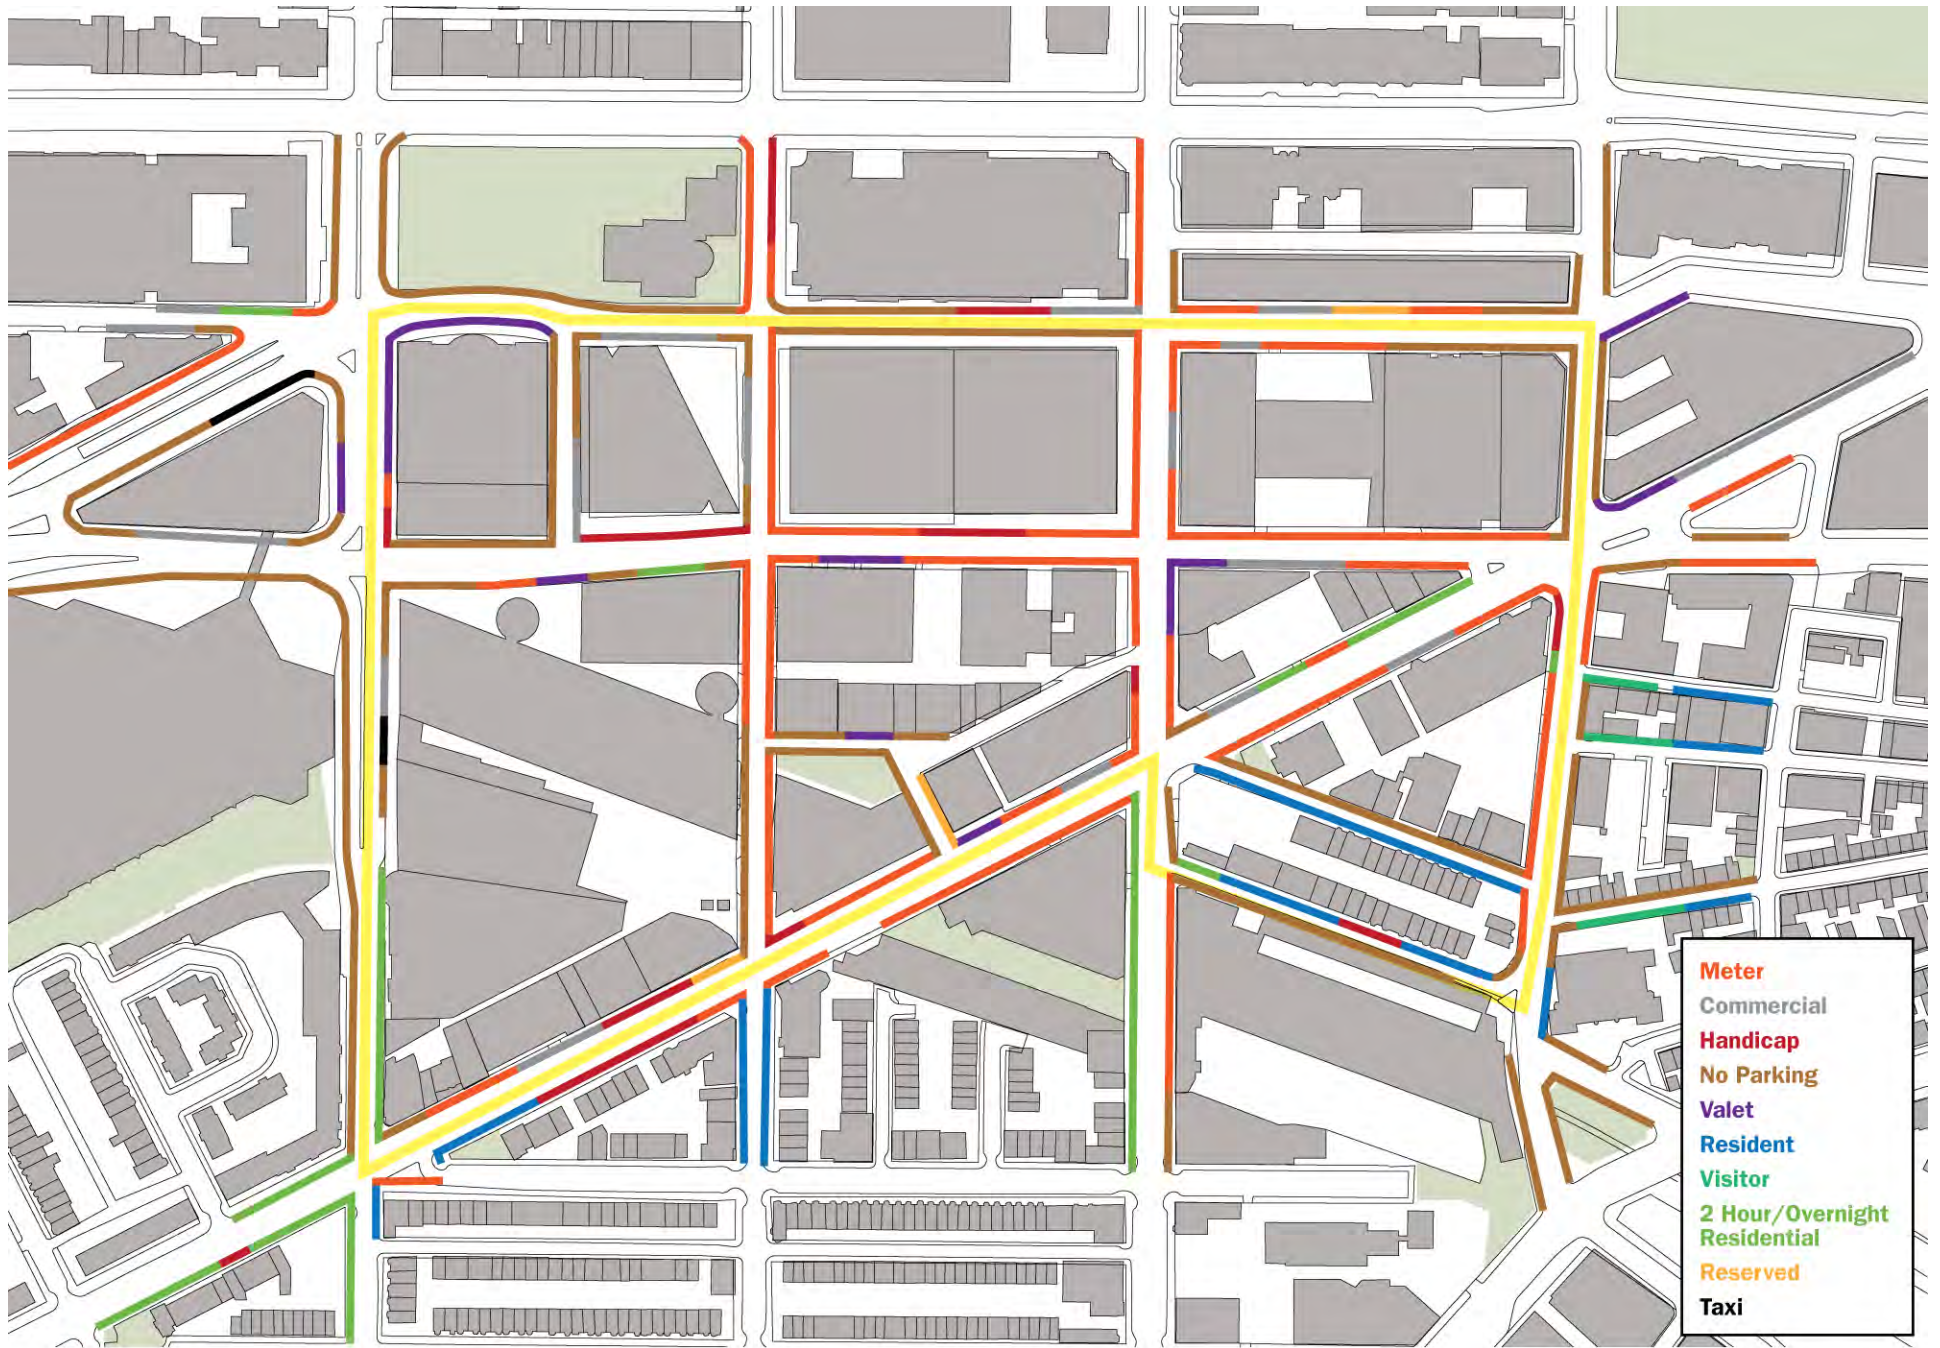 Meter
Commercial
Handicap
No Parking
Valet
Resident
Visitor
2 Hour/Overnight
Residential
Reserved
Taxi